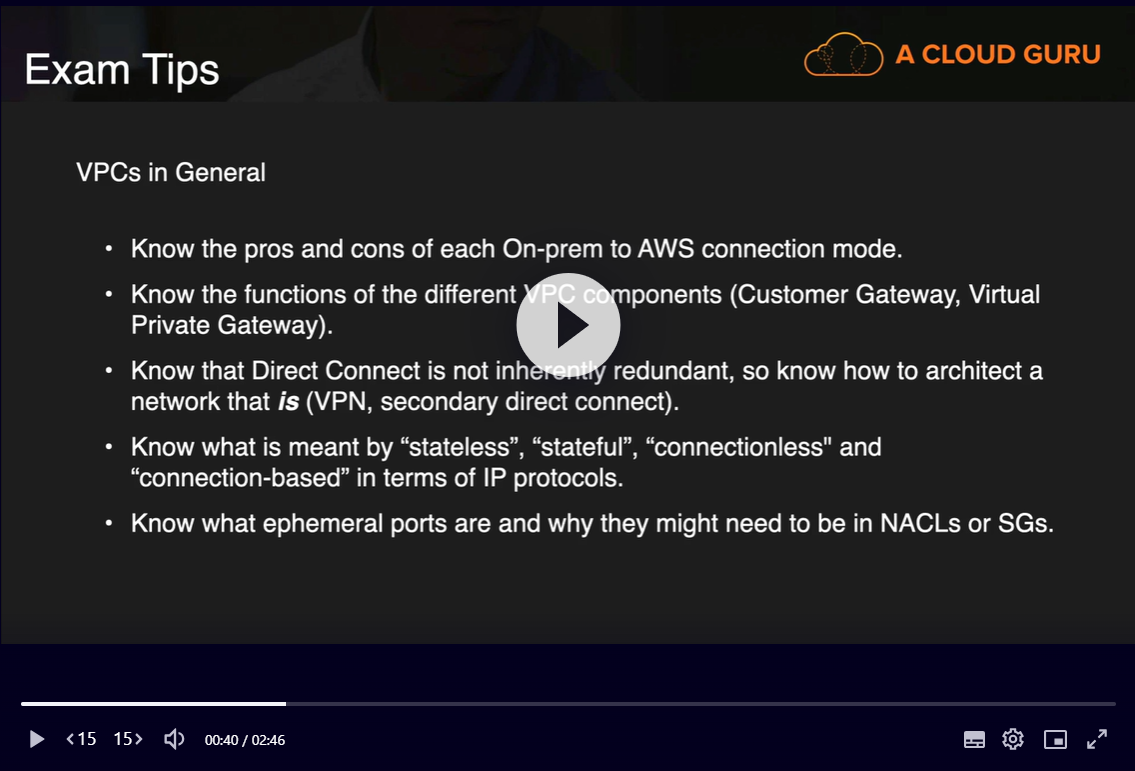 Exam Tips
A CLOUD GURU
VPCs in General
• Know the pros and cons of each On-prem to AWS connection mode.
• Know the functions of the different VPC components (Customer Gateway, Virtual
Private Gateway).
• Know that Direct Connect is not inherently redundant, so know how to architect a
network that is (VPN, secondary direct connect).
• Know what is meant by “stateless”, “stateful”, “connectionless" and
“connection-based” in terms of IP protocols.
• Know what ephemeral ports are and why they might need to be in NACLs or SGs.
<15 15> 00:40 / 02:46